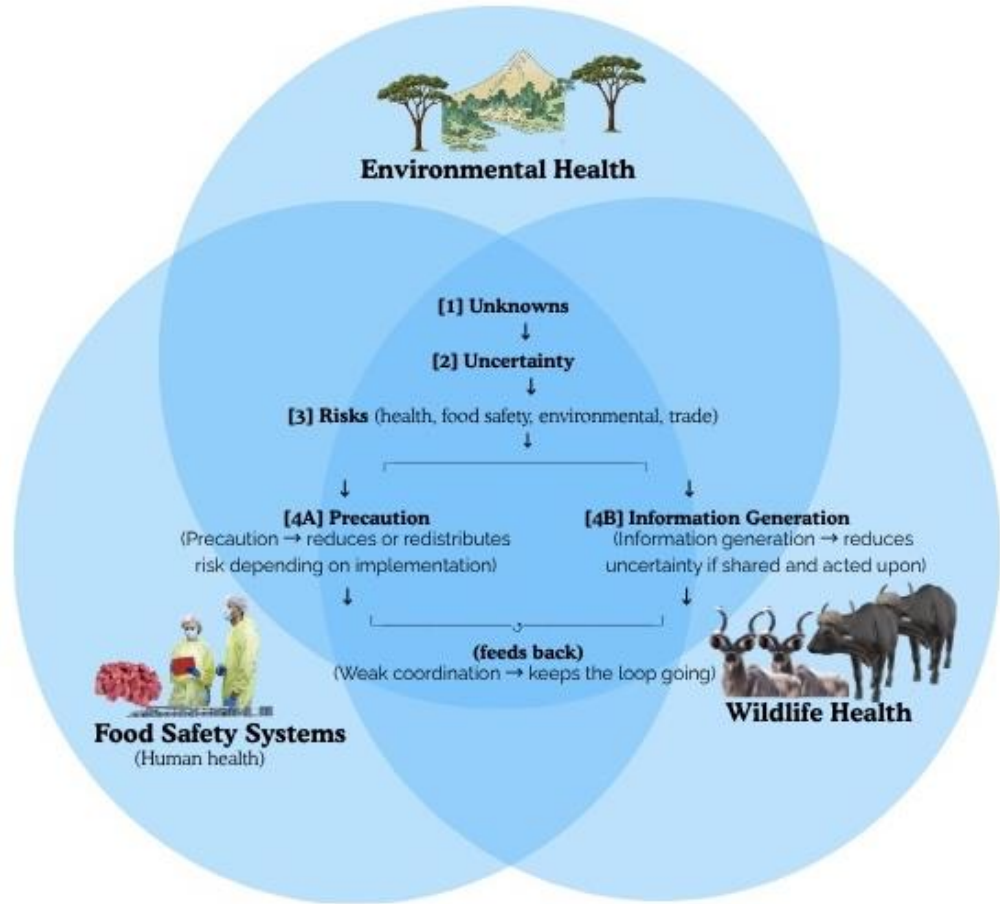 Environmental Health
[1] Unknowns
↓
[2] Uncertainty
↓
[3] Risks (health, food safety, environmental, trade)
↓
↓ ↓
[4A] Precaution
(Precaution → reduces or redistributes
risk depending on implementation)
↓
[4B] Information Generation
(Information generation → reduces
uncertainty if shared and acted upon)
↓
(feeds back)
(Weak coordination → keeps the loop going)
Food Safety Systems
(Human health)
Wildlife Health